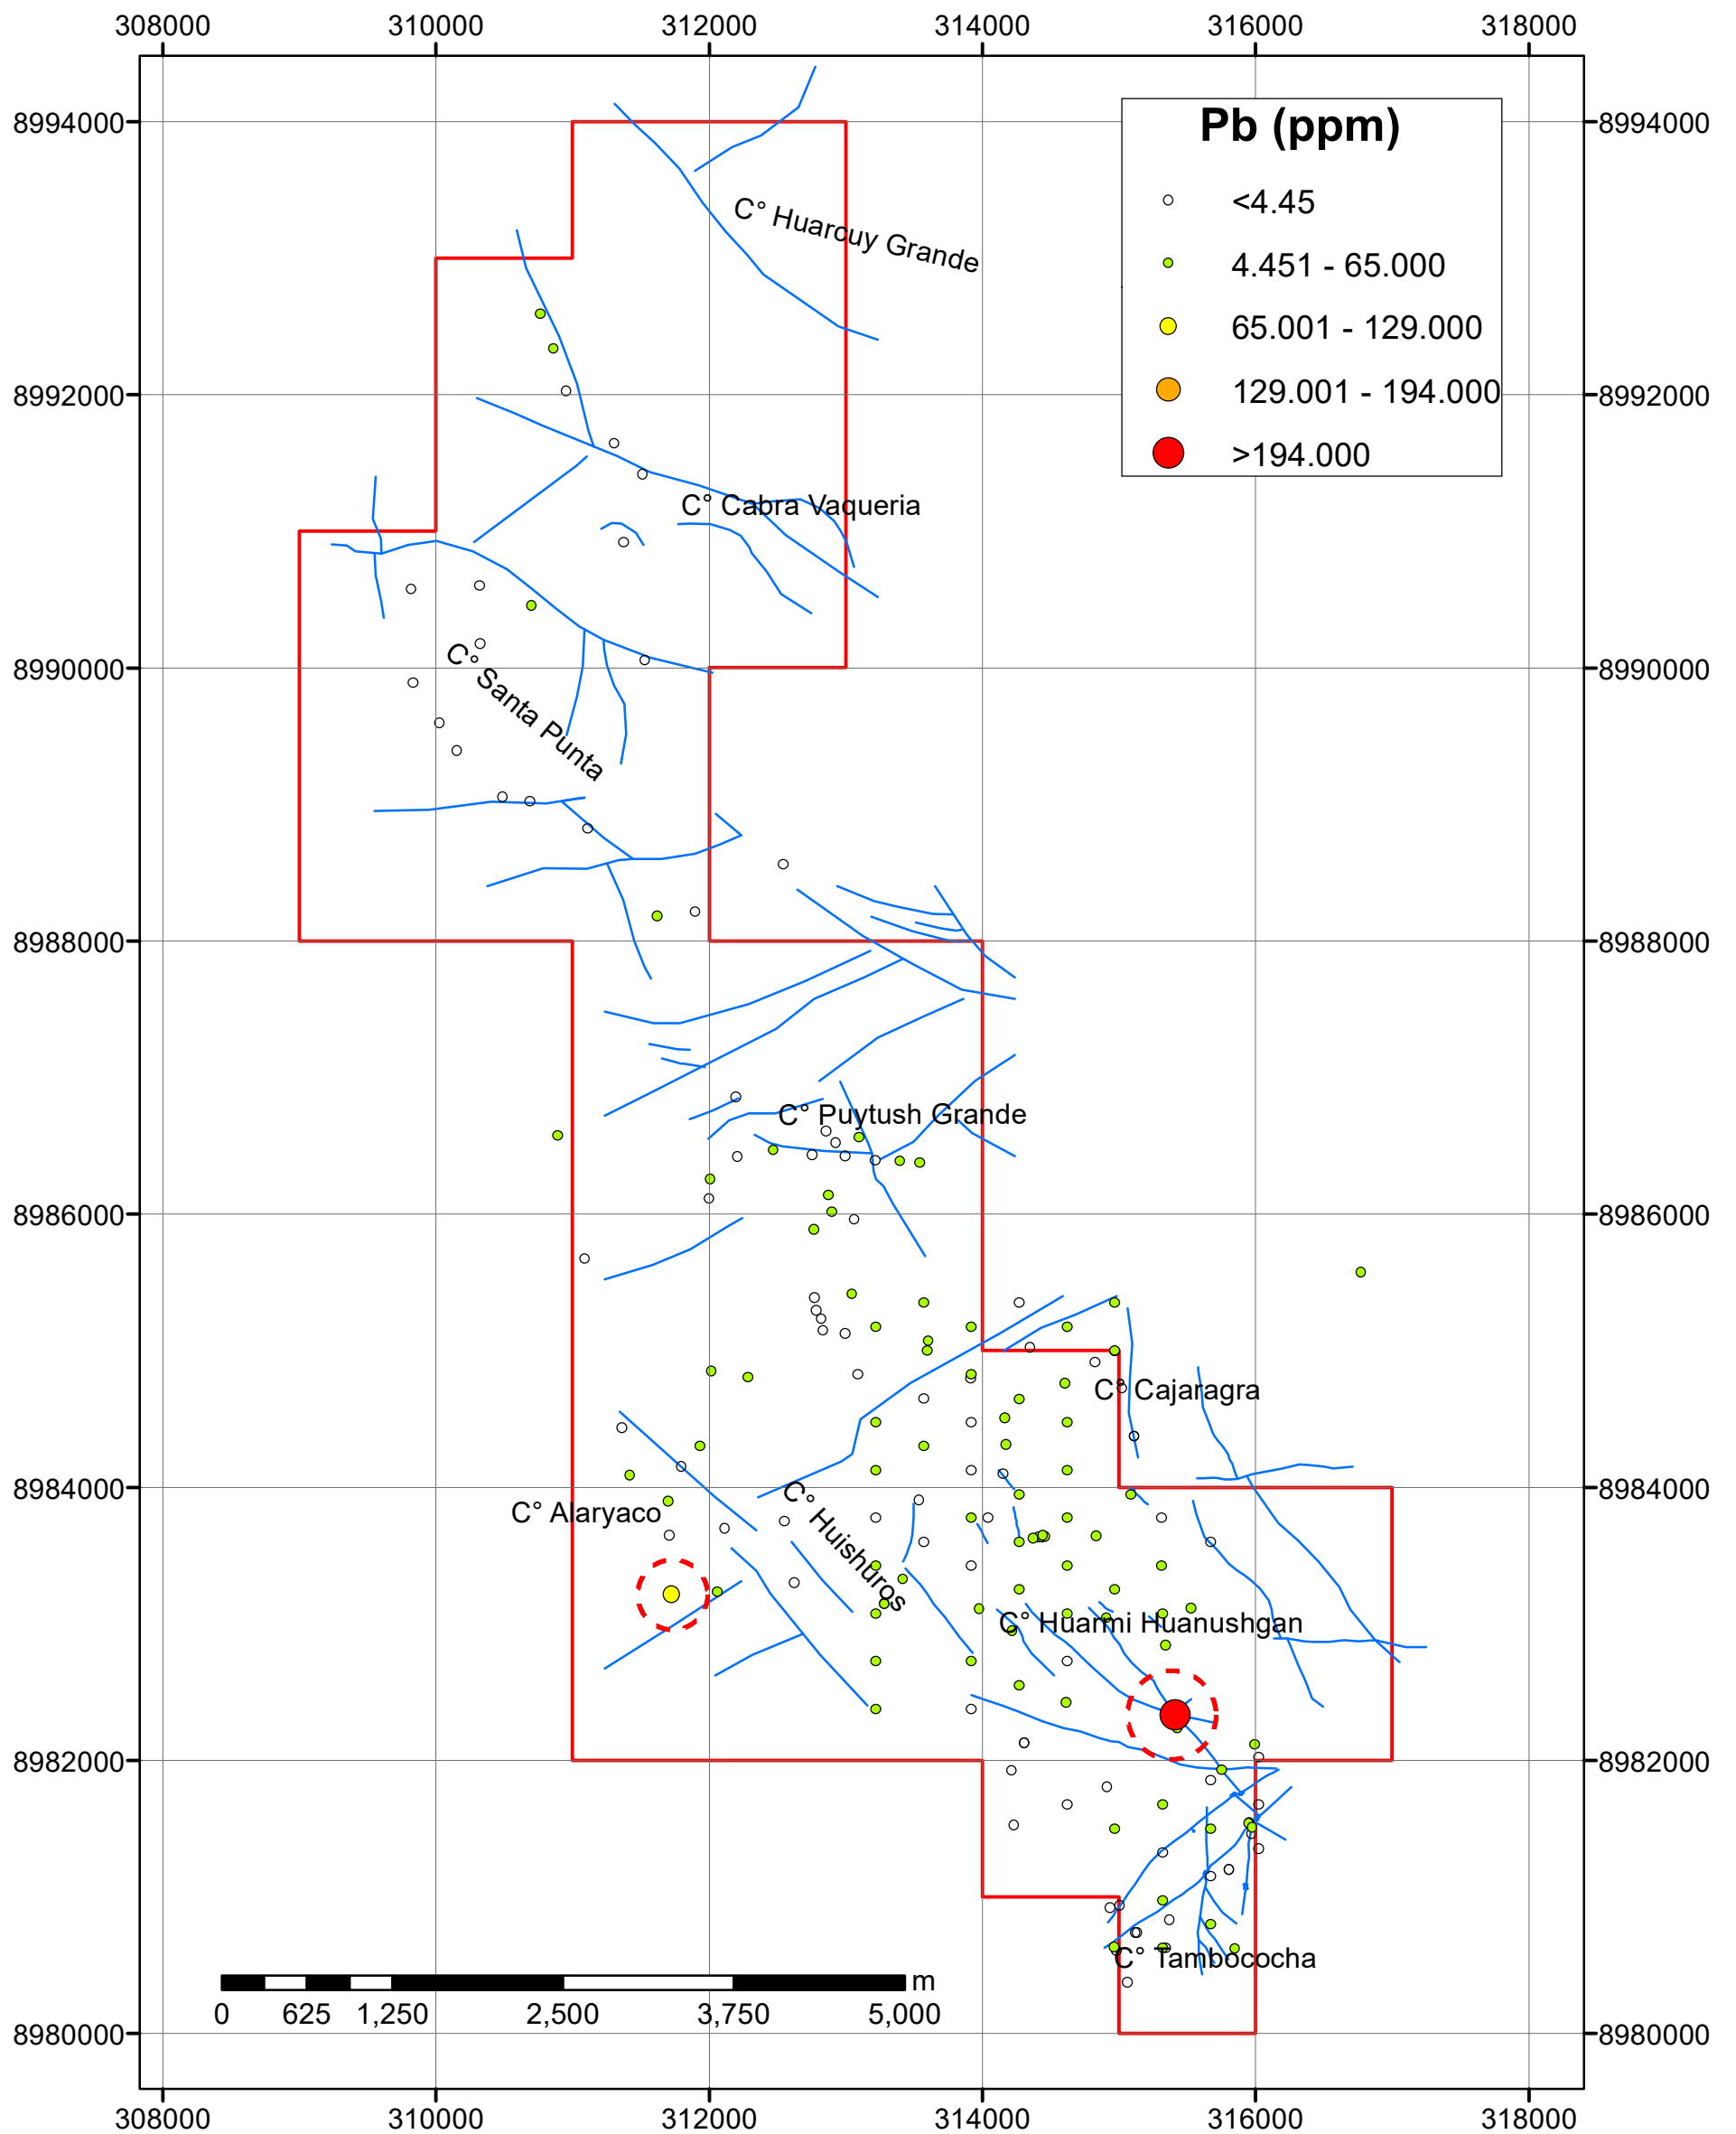 308000 310000 312000 314000 316000 318000
8994000 8994000
Pb (ppm)
<4.45
4.451 - 65.000
65.001 - 129.000
129.001 - 194.000
>194.000
C° Huarcuy Grande
8992000 8992000
C° Cabra Vaqueria
8990000 8990000
C° Santa Punta
8988000 8988000
C° Puytush Grande
8986000 8986000
C° Cajaragra
8984000 8984000
C° Alaryaco
C° Huishuros
C° Huarmi Huanushgan
8982000 8982000
C° Tambococha
m
0 625 1,250 2,500 3,750 5,000
8980000 8980000
308000 310000 312000 314000 316000 318000